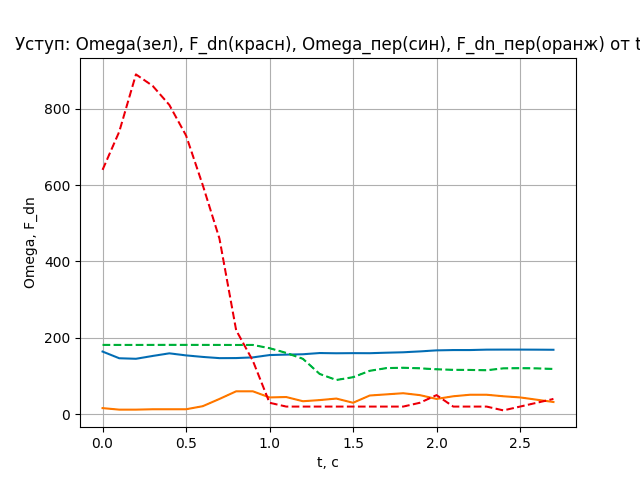 Уступ: Omega(зел), F_dn(красн), Omega_пер(син), F_dn_пер(оранж) от t
800
600
400
200
0
Omega, F_dn
0.0 0.5 1.0 1.5 2.0 2.5
t, c